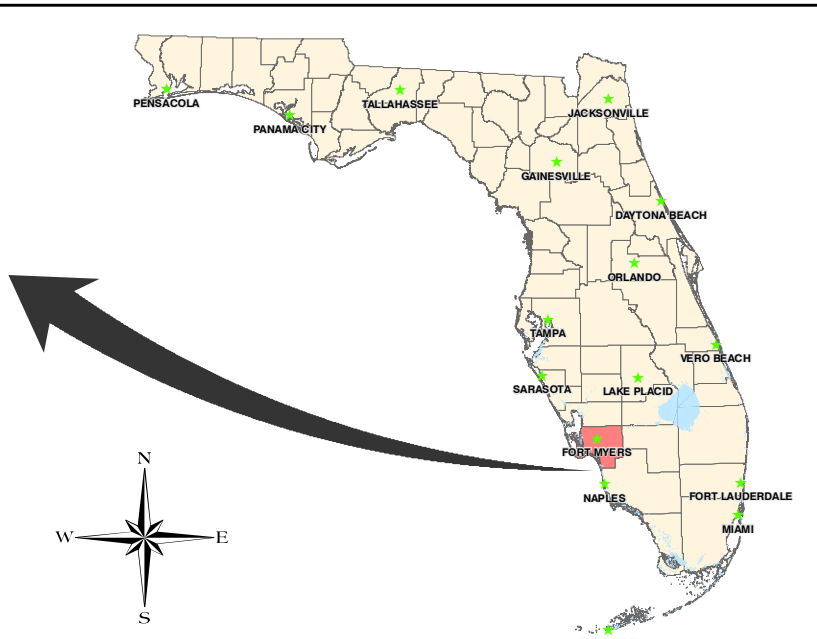 PENSACOLA
TALLAHASSEE
JACKSONVILLE
PANAMA CITY
GAINESVILLE
DAYTONA BEACH
ORLANDO
TAMPA
VERO BEACH
SARASOTA
LAKE PLACID
FORT MYERS
NAPLES
FORT LAUDERDALE
MIAMI
N
W
E
S